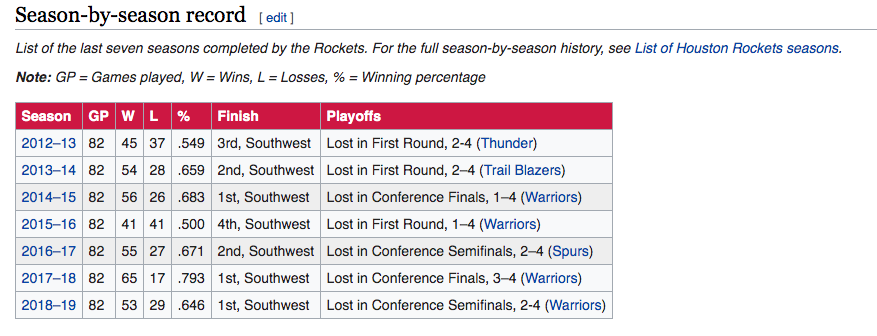 Season-by-season record [ edit ]
List of the last seven seasons completed by the Rockets. For the full season-by-season history, see List of Houston Rockets seasons.
Note: GP = Games played, W = Wins, L = Losses, % = Winning percentage
Season GP W L % Finish Playoffs
2012–13 82 45 37 .549 3rd, Southwest Lost in First Round, 2-4 (Thunder)
2013–14 82 54 28 .659 2nd, Southwest Lost in First Round, 2–4 (Trail Blazers)
2014–15 82 56 26 .683 1st, Southwest Lost in Conference Finals, 1–4 (Warriors)
2015–16 82 41 41 .500 4th, Southwest Lost in First Round, 1–4 (Warriors)
2016–17 82 55 27 .671 2nd, Southwest Lost in Conference Semifinals, 2–4 (Spurs)
2017–18 82 65 17 .793 1st, Southwest Lost in Conference Finals, 3–4 (Warriors)
2018–19 82 53 29 .646 1st, Southwest Lost in Conference Semifinals, 2-4 (Warriors)